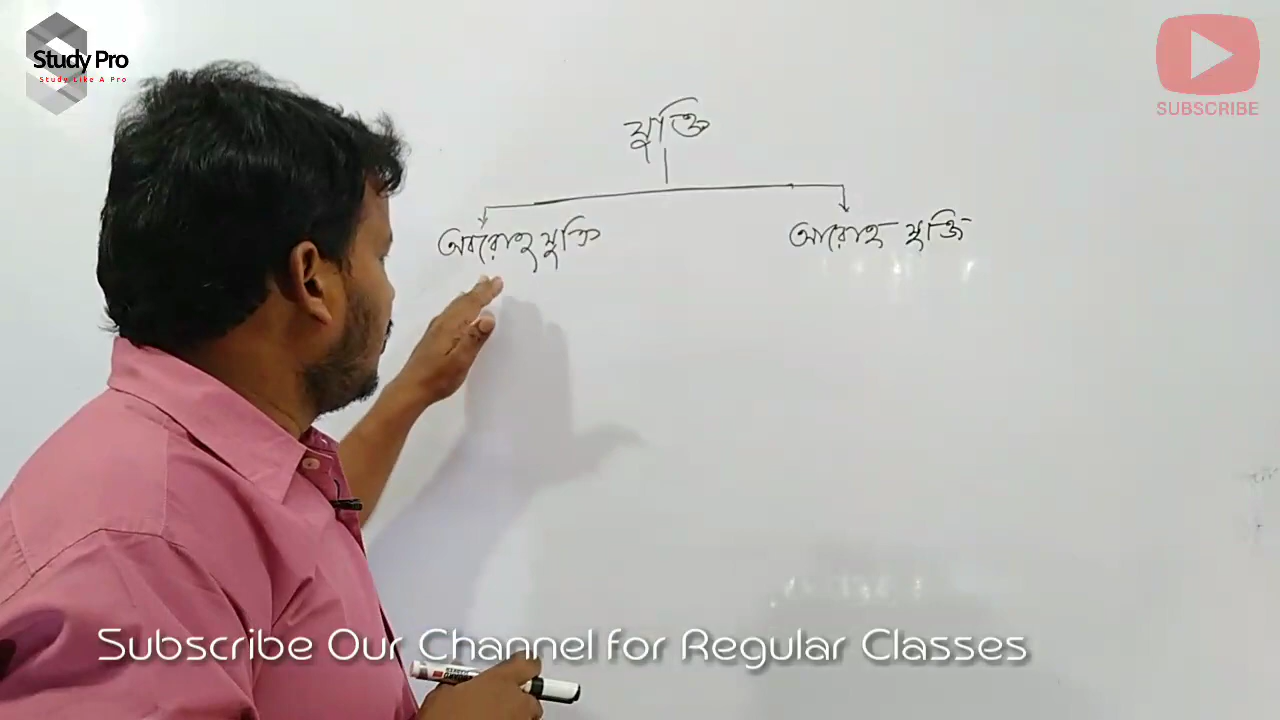 Study Pro
Study Like A Pro
SUBSCRIBE
যুক্তি
অবরোহ যুক্তি
আরোহ যুক্তি
Subscribe Our Channel for Regular Classes